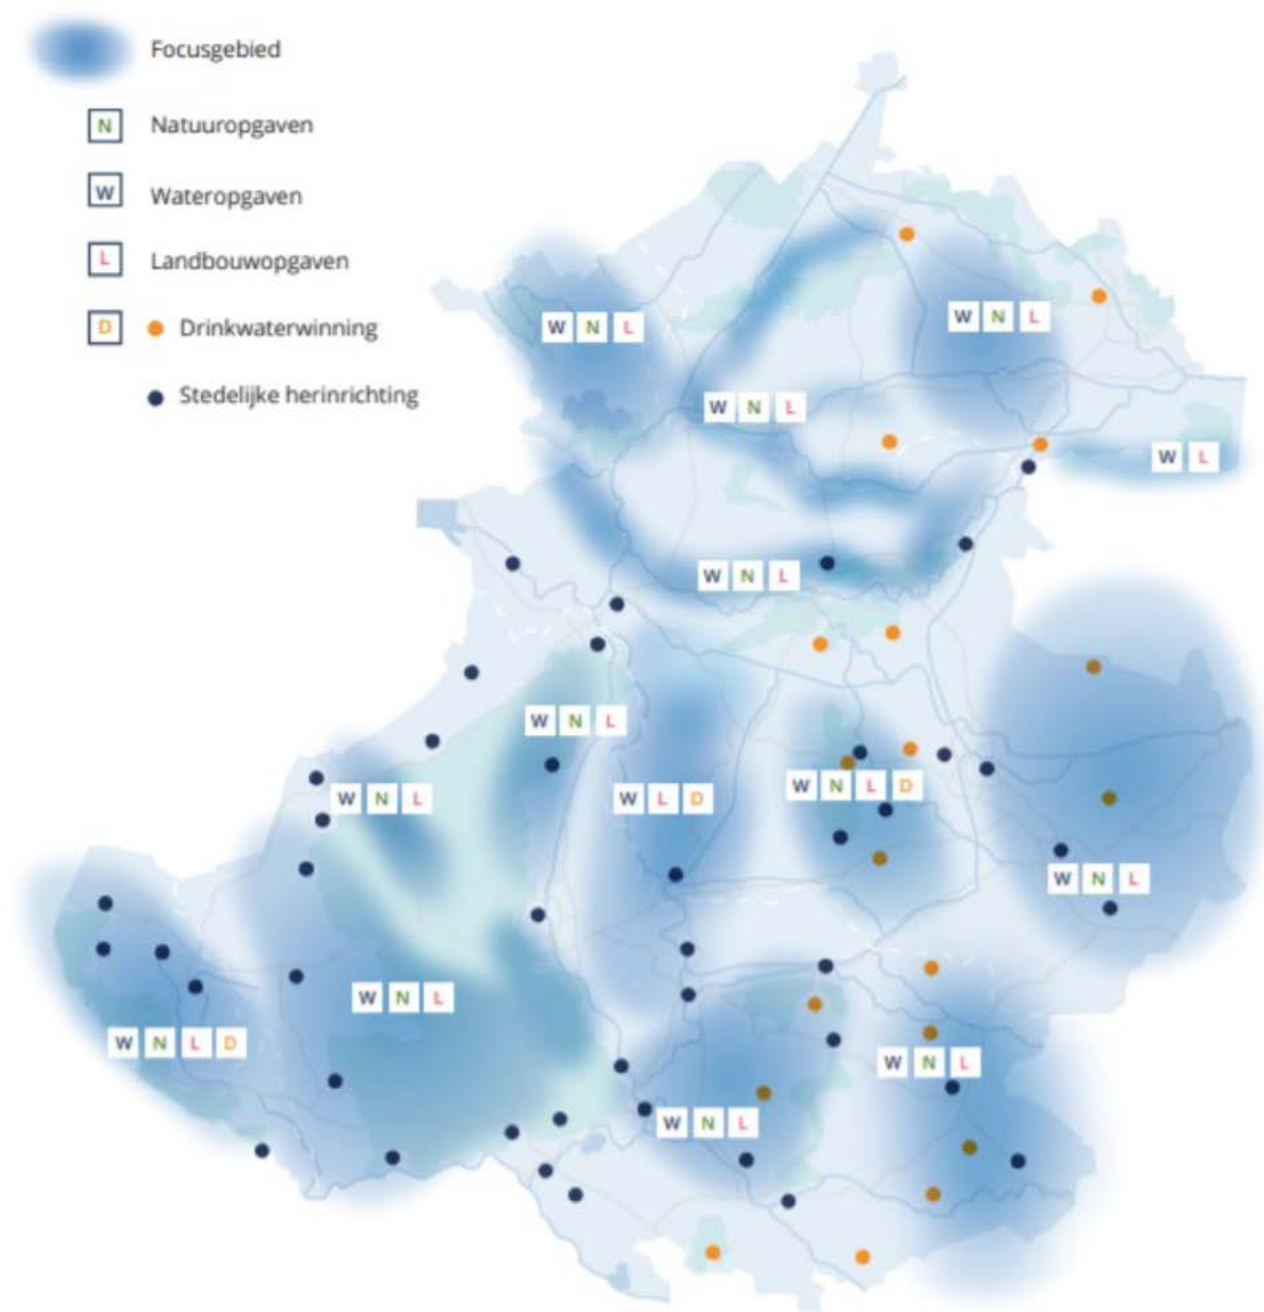 Focusgebied
N Natuuropgaven
W Wateropgaven
L Landbouwopgaven
D Drinkwaterwinning
Stedelijke herinrichting
W N L
W N L
W N L
W L
W N L
W N L
W N L
W L D
W N L D
W N L
W N L
W N L D
W N L
W N L